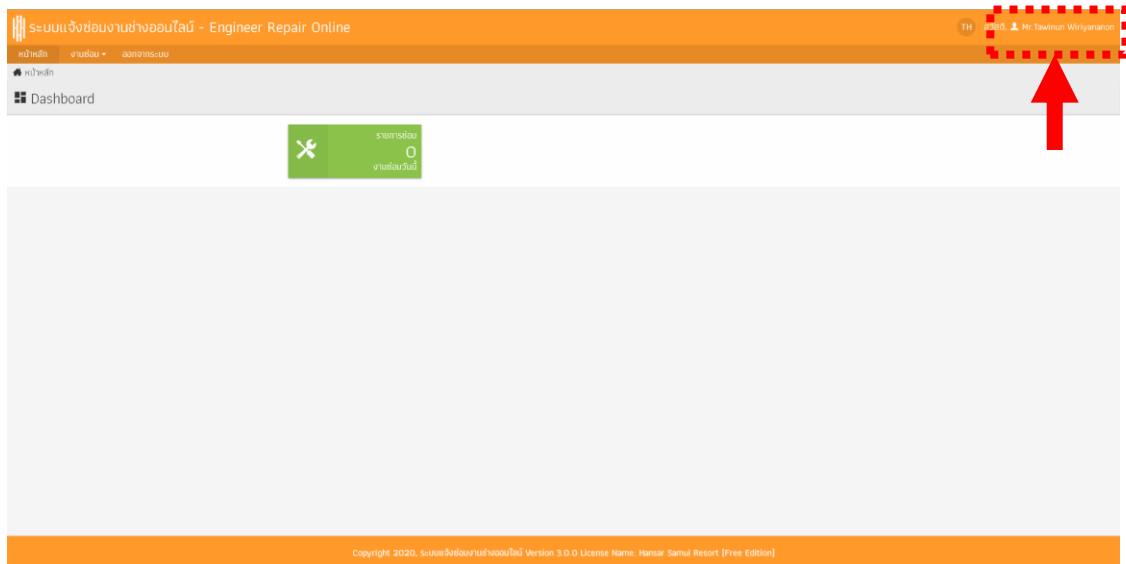 ระบบแจ้งซ่อมงานช่างออนไลน์ - Engineer Repair Online
TH สวัสดี, Mr.Tawinun Wiriyananon
หน้าหลัก งานซ่อม ออกจากระบบ
หน้าหลัก
Dashboard
รายการซ่อม
0
งานซ่อมวันนี้
Copyright 2020, ระบบแจ้งซ่อมงานช่างออนไลน์ Version 3.0.0 License Name: Hansar Samui Resort [Free Edition]